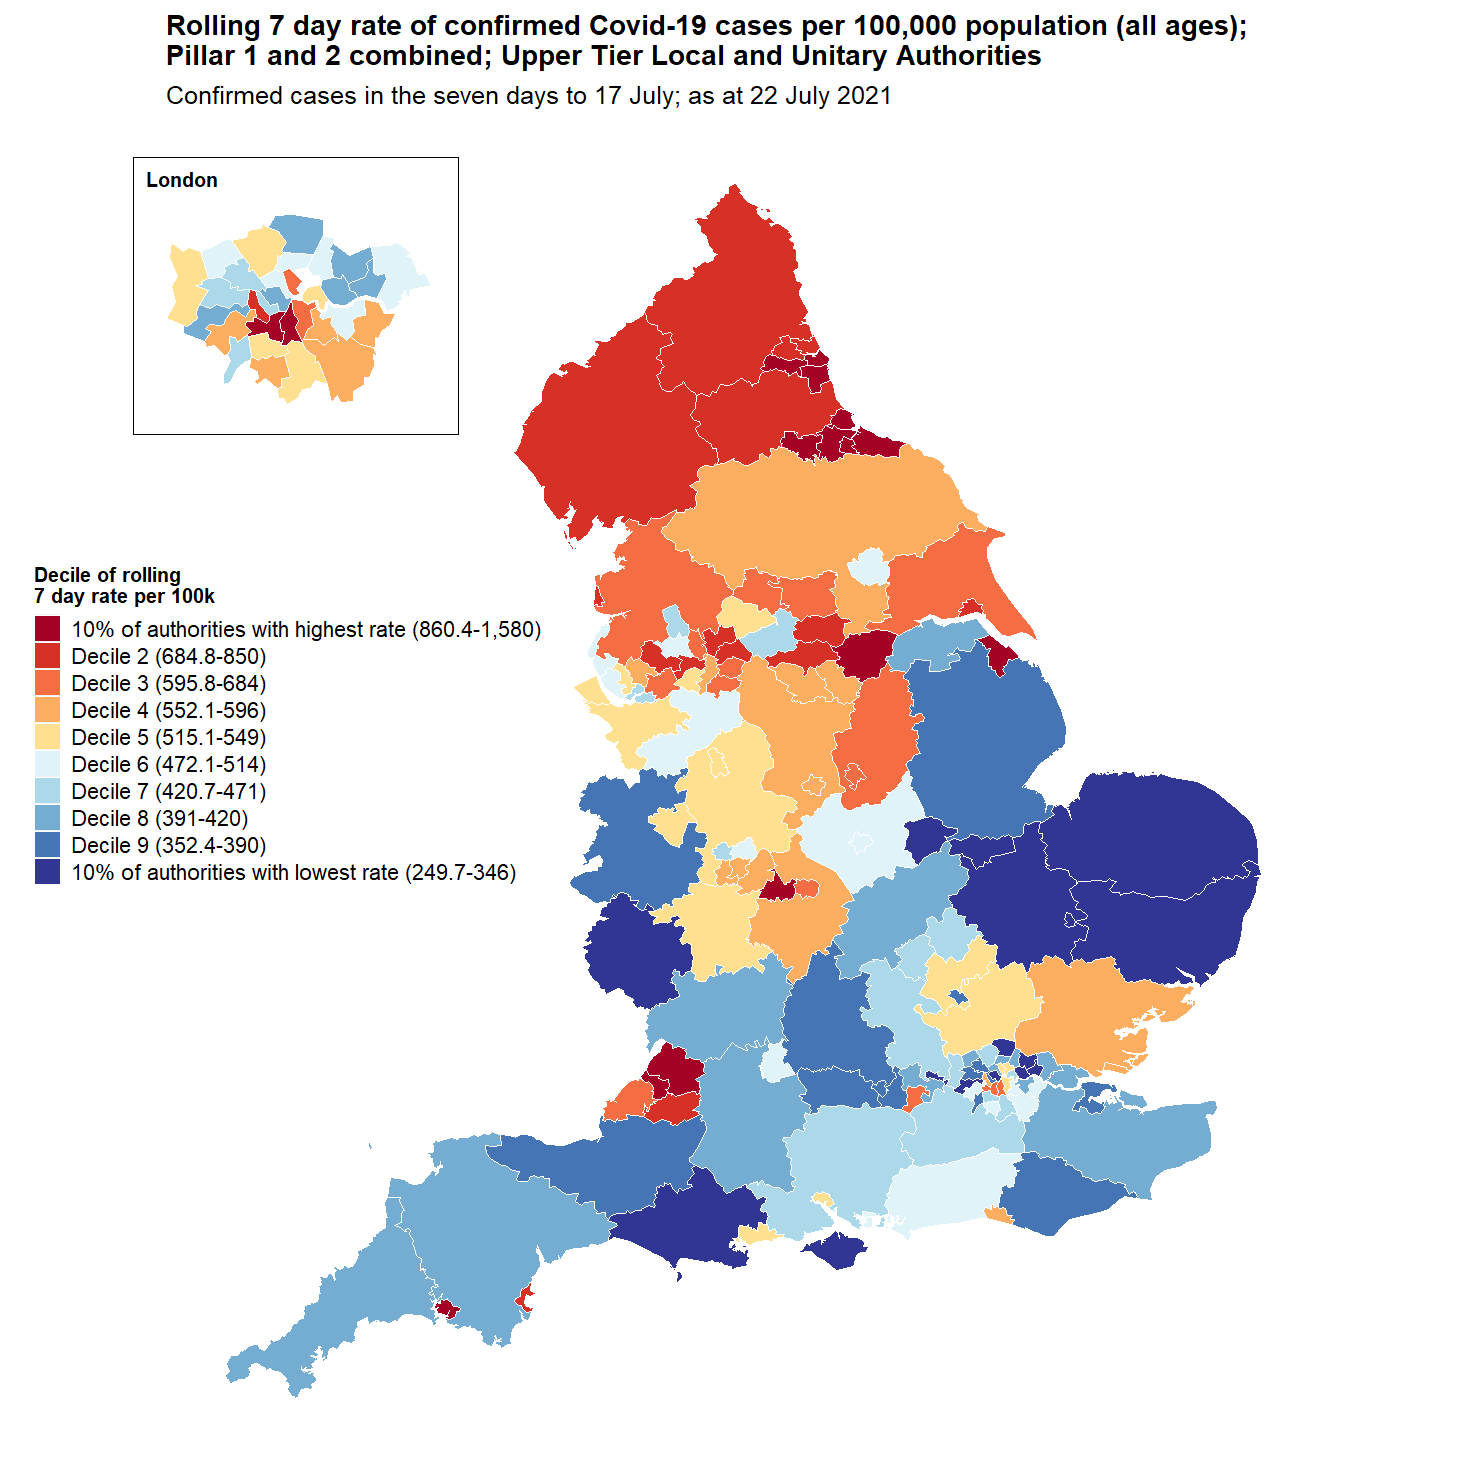 Rolling 7 day rate of confirmed Covid-19 cases per 100,000 population (all ages);
Pillar 1 and 2 combined; Upper Tier Local and Unitary Authorities
Confirmed cases in the seven days to 17 July; as at 22 July 2021
London
Decile of rolling
7 day rate per 100k
10% of authorities with highest rate (860.4-1,580)
Decile 2 (684.8-850)
Decile 3 (595.8-684)
Decile 4 (552.1-596)
Decile 5 (515.1-549)
Decile 6 (472.1-514)
Decile 7 (420.7-471)
Decile 8 (391-420)
Decile 9 (352.4-390)
10% of authorities with lowest rate (249.7-346)